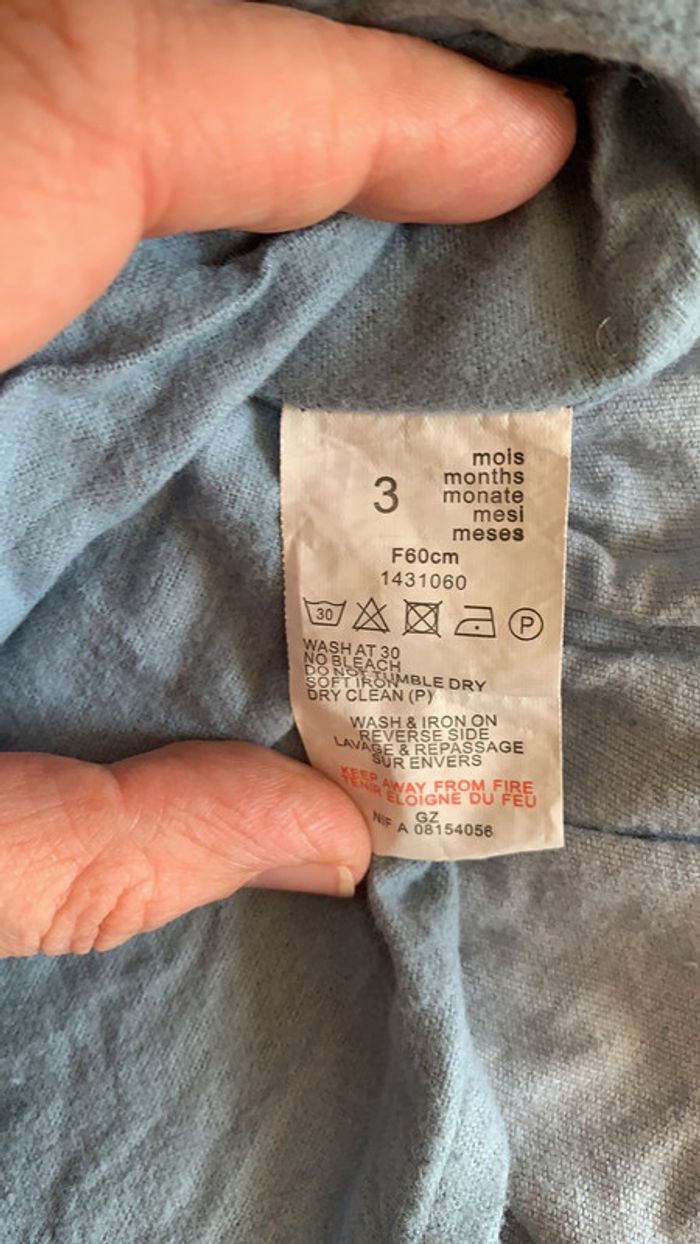 3
mois
months
monate
mesi
meses
F60cm
1431060
30 P
WASH AT 30
NO BLEACH
DO NOT TUMBLE DRY
SOFT IRON
DRY CLEAN (P)
WASH & IRON ON
REVERSE SIDE
LAVAGE & REPASSAGE
SUR ENVERS
KEEP AWAY FROM FIRE
TENIR ELOIGNE DU FEU
GZ
NIF A 08154056